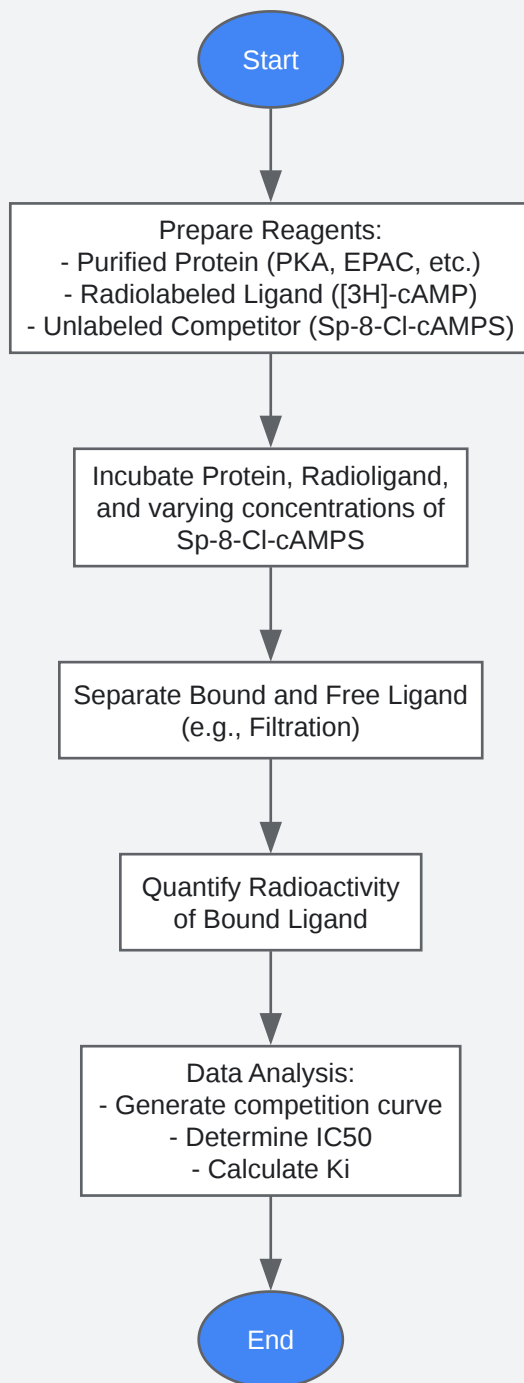 Start
Prepare Reagents:
- Purified Protein (PKA, EPAC, etc.)
- Radiolabeled Ligand ([3H]-cAMP)
- Unlabeled Competitor (Sp-8-Cl-cAMPS)
Incubate Protein, Radioligand,
and varying concentrations of
Sp-8-Cl-cAMPS
Separate Bound and Free Ligand
(e.g., Filtration)
Quantify Radioactivity
of Bound Ligand
Data Analysis:
- Generate competition curve
- Determine IC50
- Calculate Ki
End